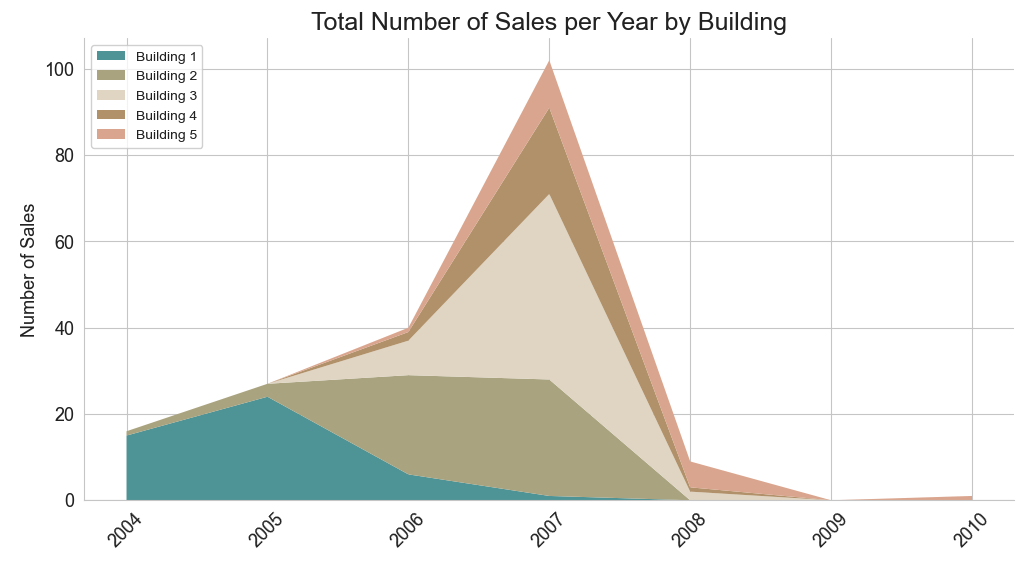 Total Number of Sales per Year by Building
Building 1
Building 2
Building 3
Building 4
Building 5
Number of Sales
100
80
60
40
20
0
2004
2005
2006
2007
2008
2009
2010